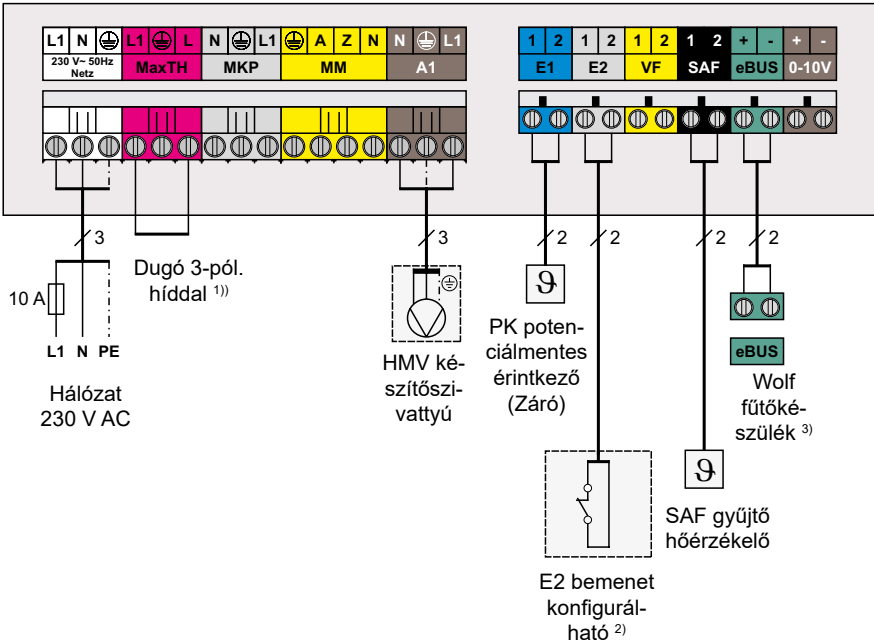 L1 N L1 L N L1 A Z N N L1 1 2 1 2 1 2 1 2 + - + -
230 V~ 50Hz
Netz
MaxTH MKP MM A1 E1 E2 VF SAF eBUS 0-10V
3
3
2
2
2
2
10 A
L1 N PE
Hálózat
230 V AC
Dugó 3-pól.
híddal 1))
HMV ké-
szítőszi-
vattyú
ϑ
PK poten-
ciálmentes
érintkező
(Záró)
E2 bemenet
konfigurál-
ható 2)
ϑ
SAF gyűjtő
hőérzékelő
eBUS
Wolf
fűtőké-
szülék 3)